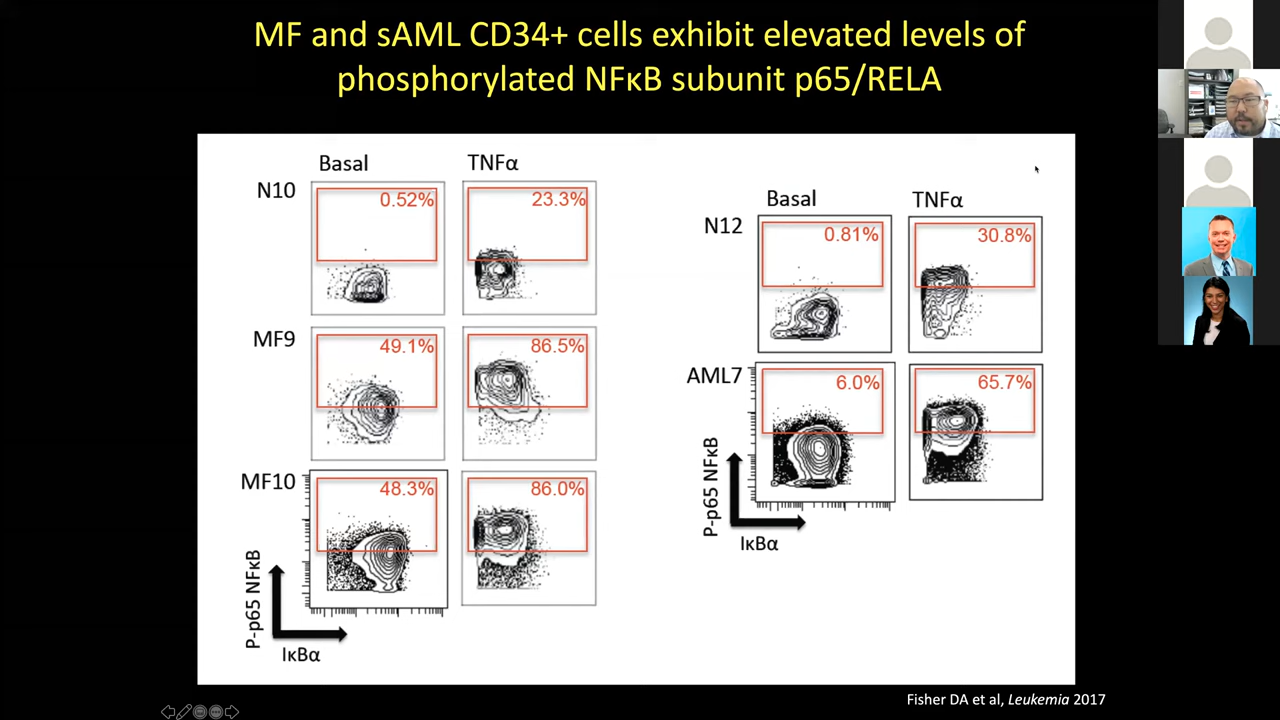 MF and sAML CD34+ cells exhibit elevated levels of
phosphorylated NFκB subunit p65/RELA
Basal
TNFα
N10
0.52%
23.3%
MF9
49.1%
86.5%
MF10
48.3%
86.0%
P-p65 NFκB
IκBα
Basal
TNFα
N12
0.81%
30.8%
AML7
6.0%
65.7%
P-p65 NFκB
IκBα
Fisher DA et al, Leukemia 2017